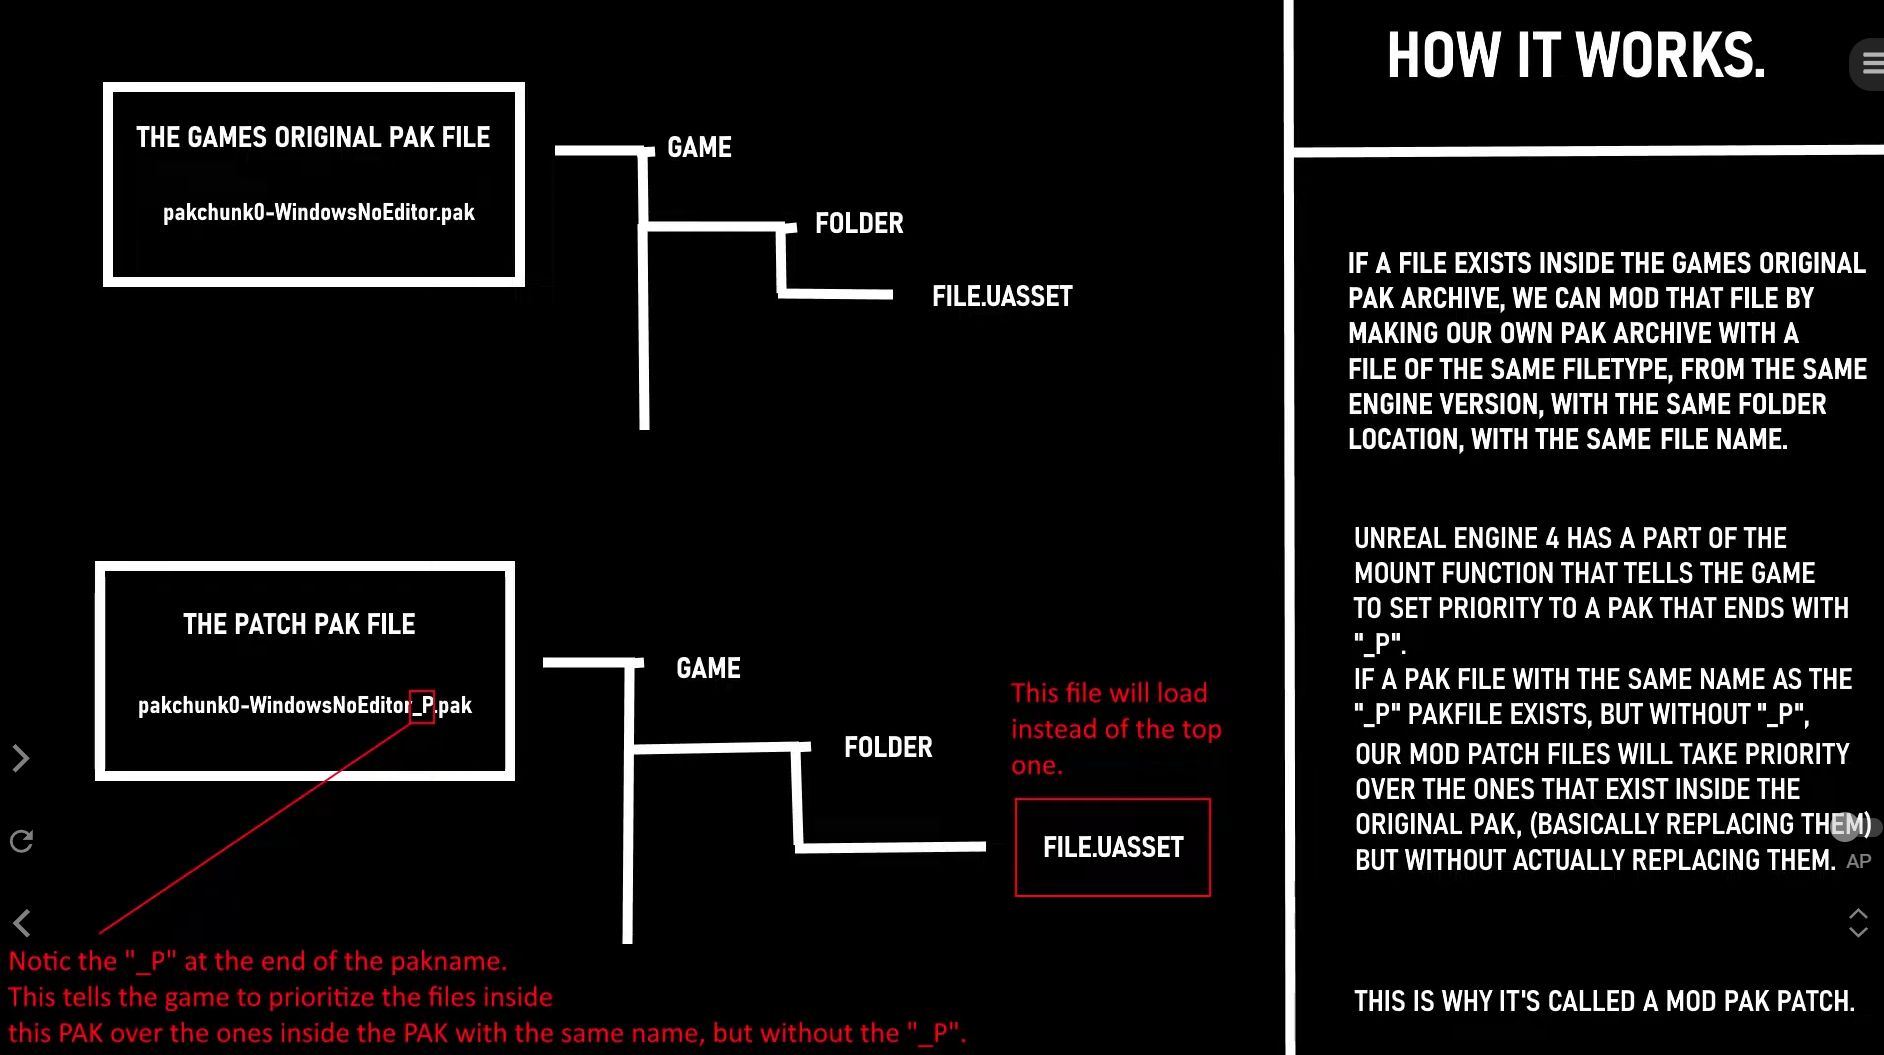 HOW IT WORKS.
THE GAMES ORIGINAL PAK FILE
pakchunk0-WindowsNoEditor.pak
GAME
FOLDER
FILE.UASSET
IF A FILE EXISTS INSIDE THE GAMES ORIGINAL
PAK ARCHIVE, WE CAN MOD THAT FILE BY
MAKING OUR OWN PAK ARCHIVE WITH A
FILE OF THE SAME FILETYPE, FROM THE SAME
ENGINE VERSION, WITH THE SAME FOLDER
LOCATION, WITH THE SAME FILE NAME.
THE PATCH PAK FILE
pakchunk0-WindowsNoEditor_P.pak
GAME
FOLDER
This file will load
instead of the top
one.
FILE.UASSET
UNREAL ENGINE 4 HAS A PART OF THE
MOUNT FUNCTION THAT TELLS THE GAME
TO SET PRIORITY TO A PAK THAT ENDS WITH
"_P".
IF A PAK FILE WITH THE SAME NAME AS THE
"_P" PAKFILE EXISTS, BUT WITHOUT "_P",
OUR MOD PATCH FILES WILL TAKE PRIORITY
OVER THE ONES THAT EXIST INSIDE THE
ORIGINAL PAK, (BASICALLY REPLACING THEM)
BUT WITHOUT ACTUALLY REPLACING THEM.
AP
Notic the "_P" at the end of the pakname.
This tells the game to prioritize the files inside
this PAK over the ones inside the PAK with the same name, but without the "_P".
THIS IS WHY IT'S CALLED A MOD PAK PATCH.